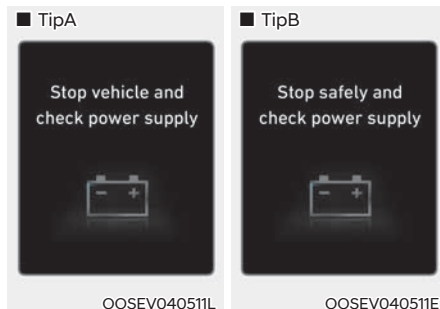 ■ TipA
Stop vehicle and
check power supply
OOSEV040511L
■ TipB
Stop safely and
check power supply
OOSEV040511E